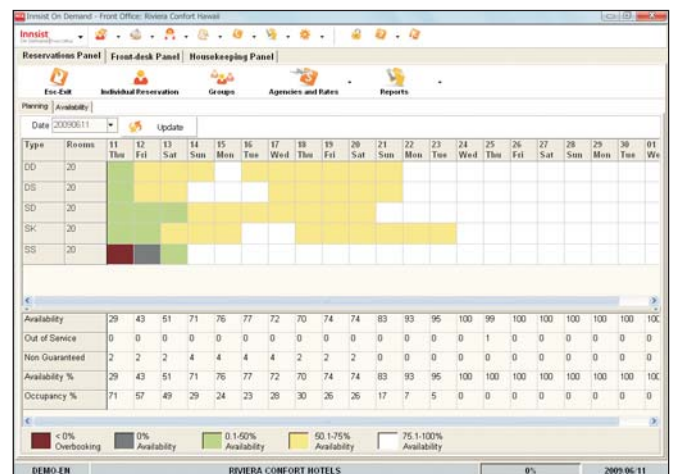 Innsist On Demand - Front Office: Riviera Confort Hawaii
Innsist
Reservations Panel Front-desk Panel Housekeeping Panel
Esc-Exit Individual Reservation Groups Agencies and Rates Reports
Planning Availability
Date 20090611 Update
Type Rooms 11 12 13 14 15 16 17 18 19 20 21 22 23 24 25 26 27 28 29 30 01
Thu Fri Sat Sun Mon Tue Wed Thu Fri Sat Sun Mon Tue Wed Thu Fri Sat Sun Mon Tue We
DD 20
DS 20
SD 20
SK 20
SS 20
Availability 29 43 51 71 76 77 72 70 74 74 83 93 95 100 99 100 100 100 100 100 100
Out of Service 0 0 0 0 0 0 0 0 0 0 0 0 0 0 1 0 0 0 0 0 0
Non Guaranteed 2 2 2 4 4 4 4 2 2 2 0 0 0 0 0 0 0 0 0 0 0
Availability % 29 43 51 71 76 77 72 70 74 74 83 93 95 100 100 100 100 100 100 100 100
Occupancy % 71 57 49 29 24 23 28 30 26 26 17 7 5 0 0 0 0 0 0 0 0
< 0% 0% 0.1-50% 50.1-75% 75.1-100%
Overbooking Availability Availability Availability Availability
DEMO-EN RIVIERA CONFORT HOTELS 0% 2009/06/11